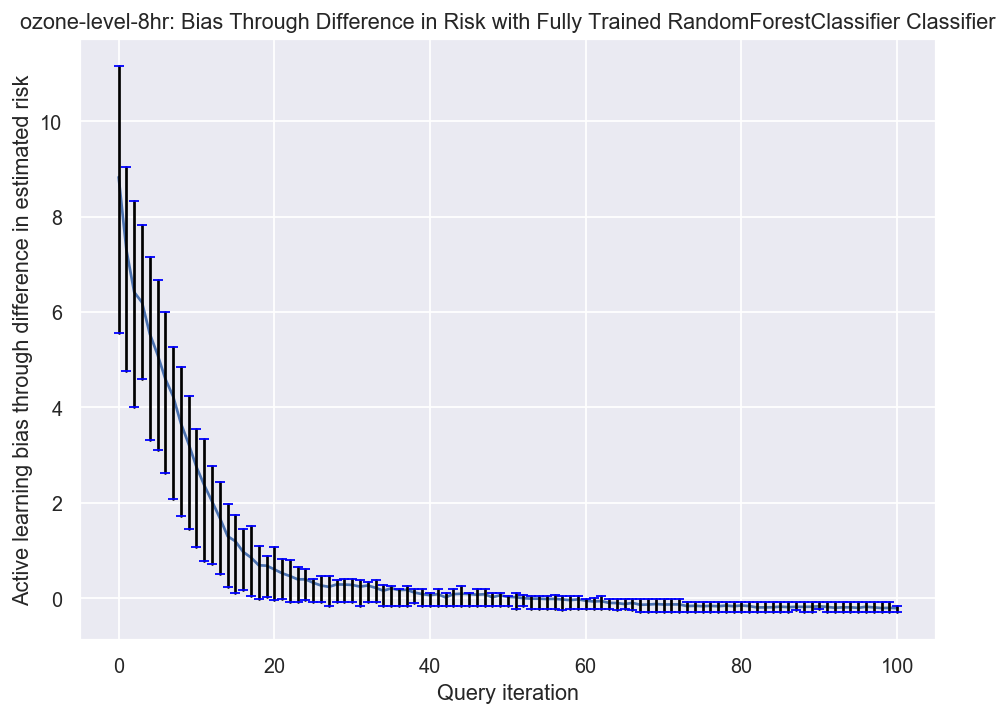 ozone-level-8hr: Bias Through Difference in Risk with Fully Trained RandomForestClassifier Classifier
Active learning bias through difference in estimated risk
10
8
6
4
2
0
0 20 40 60 80 100
Query iteration